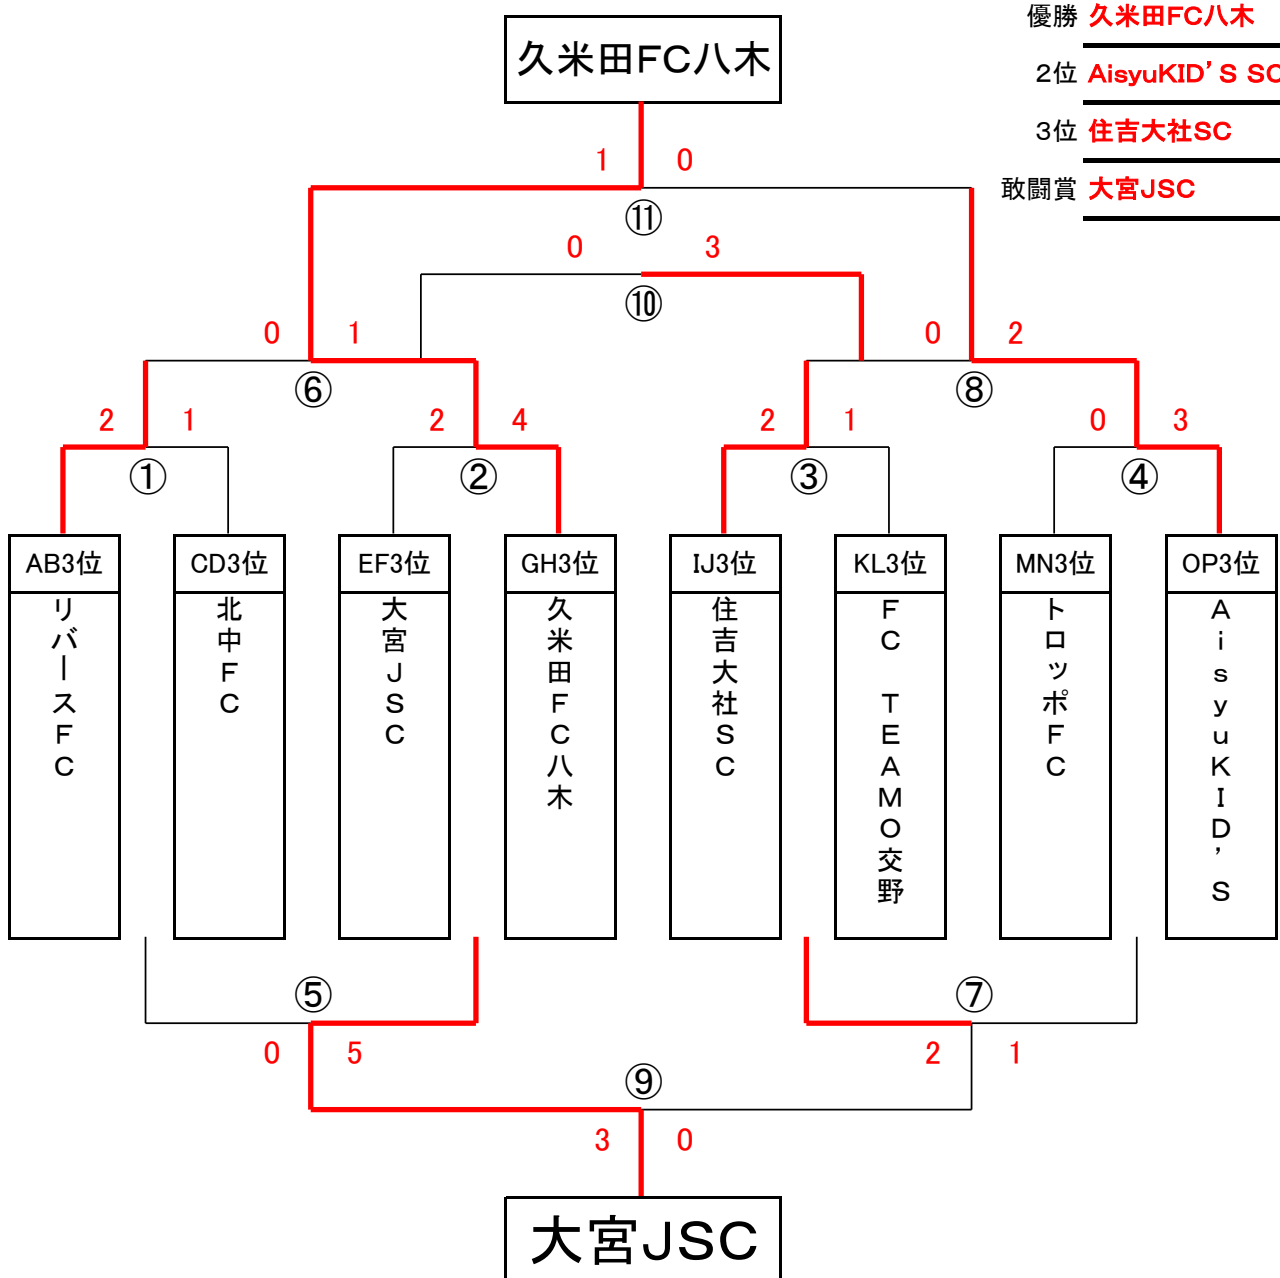 優勝 久米田FC八木
2位 AisyuKID'S SC
3位 住吉大社SC
敢闘賞 大宮JSC
久米田FC八木
1 0
⑪
0 3
⑩
0 1
0 2
⑥
⑧
2 1
2 4
2 1
0 3
①
②
③
④
AB3位
CD3位
EF3位
GH3位
IJ3位
KL3位
MN3位
OP3位
リバースFC
北中FC
大宮JSC
久米田FC八木
住吉大社SC
FC TEAMO交野
トロッポFC
AisyuKID'S
⑤
⑦
0 5
2 1
⑨
3 0
大宮JSC